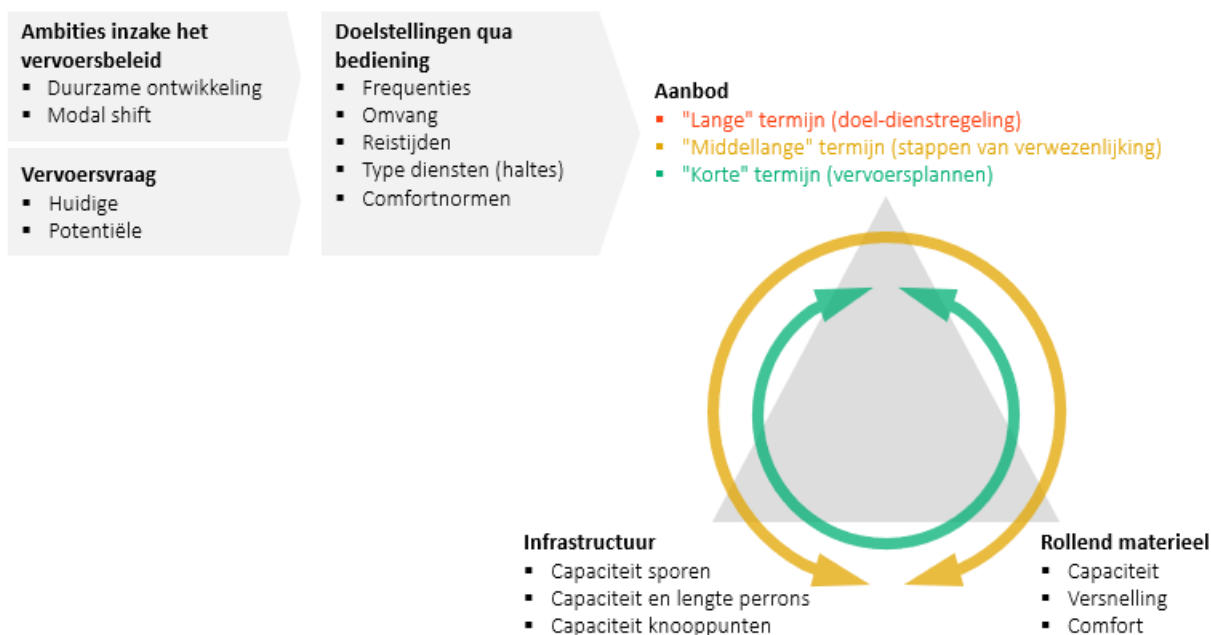 Ambities inzake het
vervoersbeleid
▪ Duurzame ontwikkeling
▪ Modal shift
Vervoersvraag
▪ Huidige
▪ Potentiële
Doelstellingen qua
bediening
▪ Frequenties
▪ Omvang
▪ Reistijden
▪ Type diensten (haltes)
▪ Comfortnormen
Aanbod
▪ "Lange" termijn (doel-dienstregeling)
▪ "Middellange" termijn (stappen van verwezenlijking)
▪ "Korte" termijn (vervoersplannen)
Infrastructuur
▪ Capaciteit sporen
▪ Capaciteit en lengte perrons
▪ Capaciteit knooppunten
Rollend materieel
▪ Capaciteit
▪ Versnelling
▪ Comfort